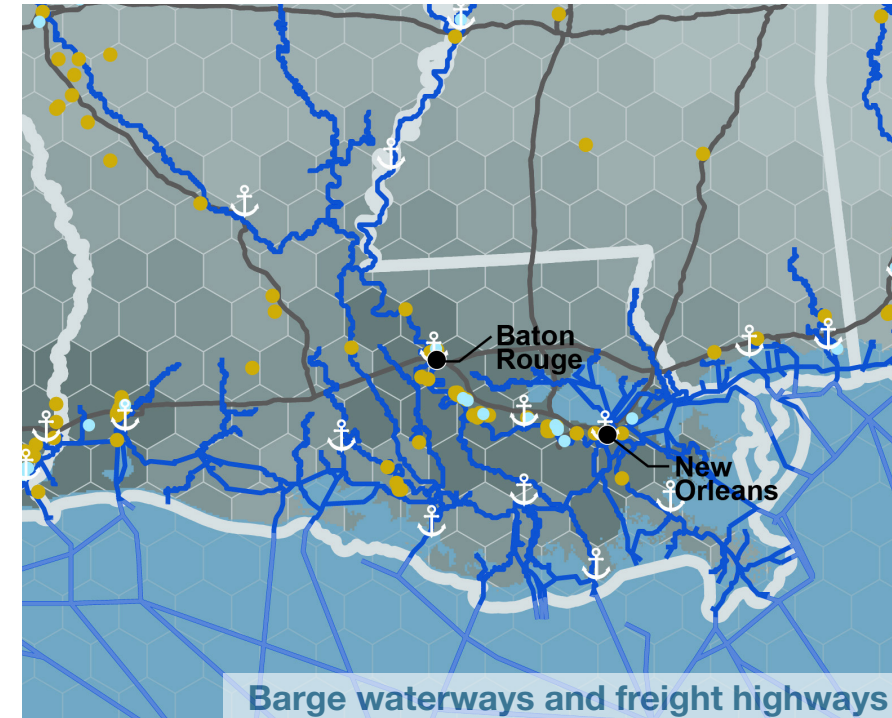 Baton
Rouge
New
Orleans
Barge waterways and freight highways